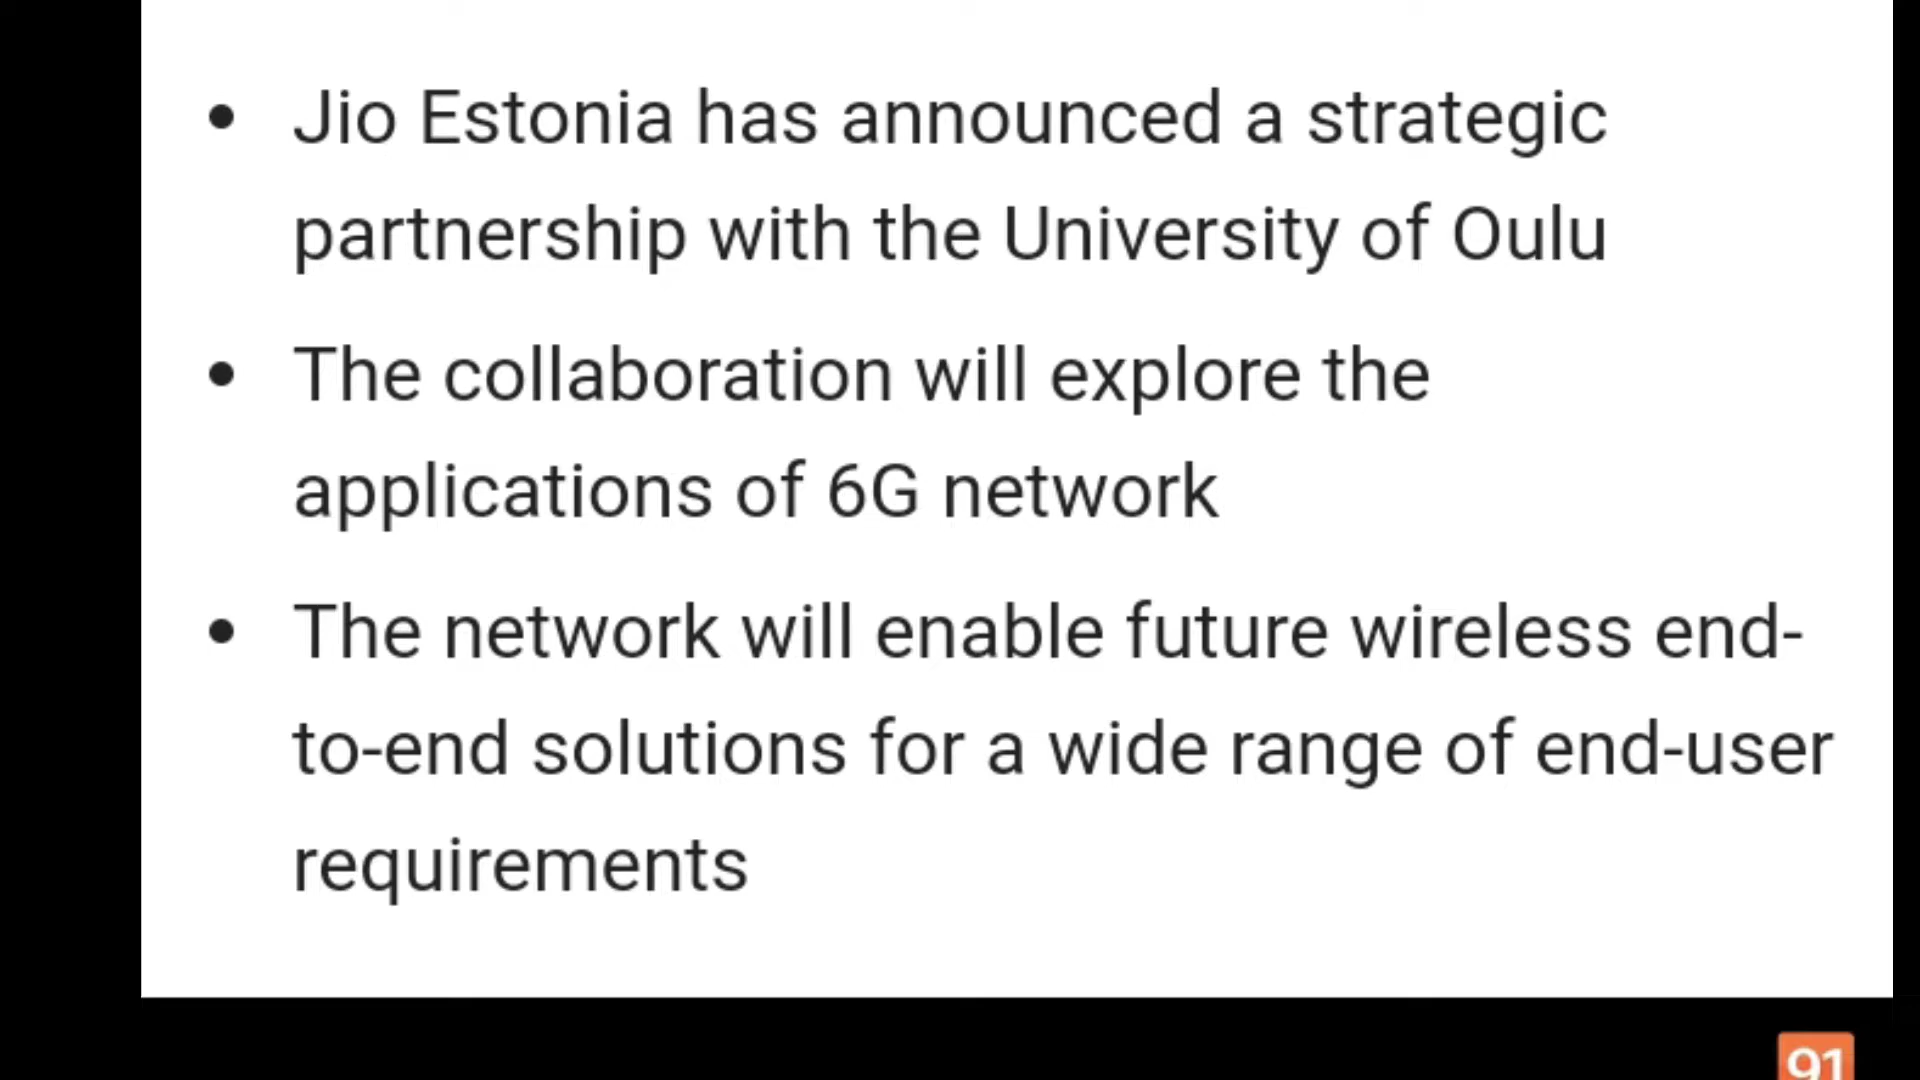 • Jio Estonia has announced a strategic
partnership with the University of Oulu
• The collaboration will explore the
applications of 6G network
• The network will enable future wireless end-
to-end solutions for a wide range of end-user
requirements
91